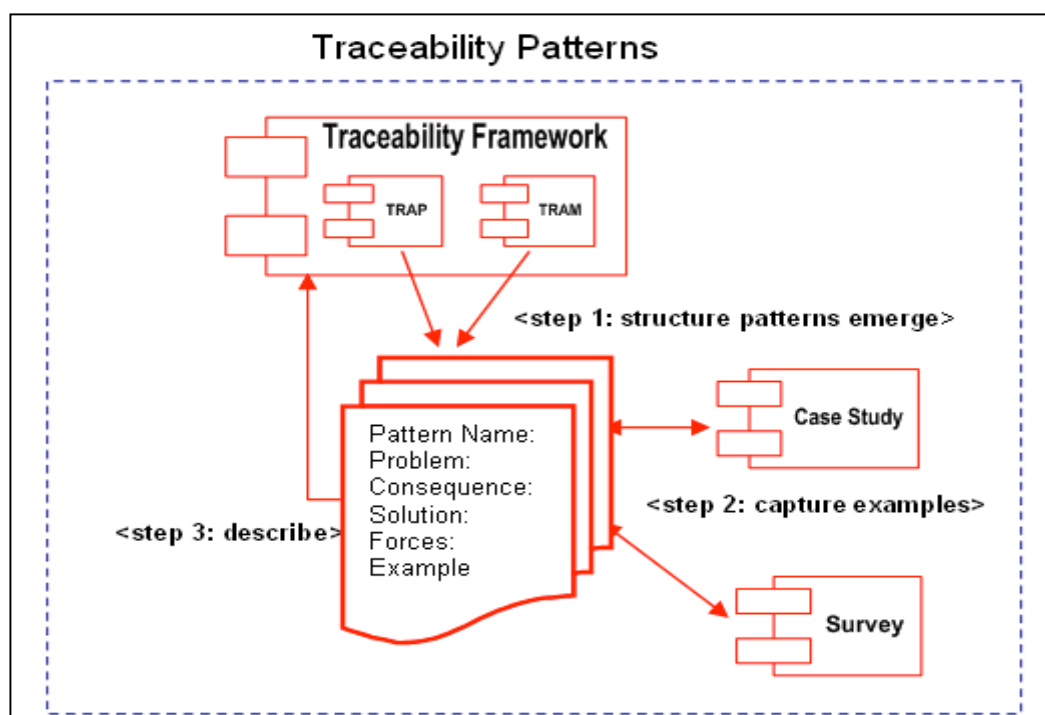 Traceability Patterns
Traceability Framework
TRAP
TRAM
<step 1: structure patterns emerge>
Pattern Name:
Problem:
Consequence:
Solution:
Forces:
Example
Case Study
<step 2: capture examples>
<step 3: describe>
Survey